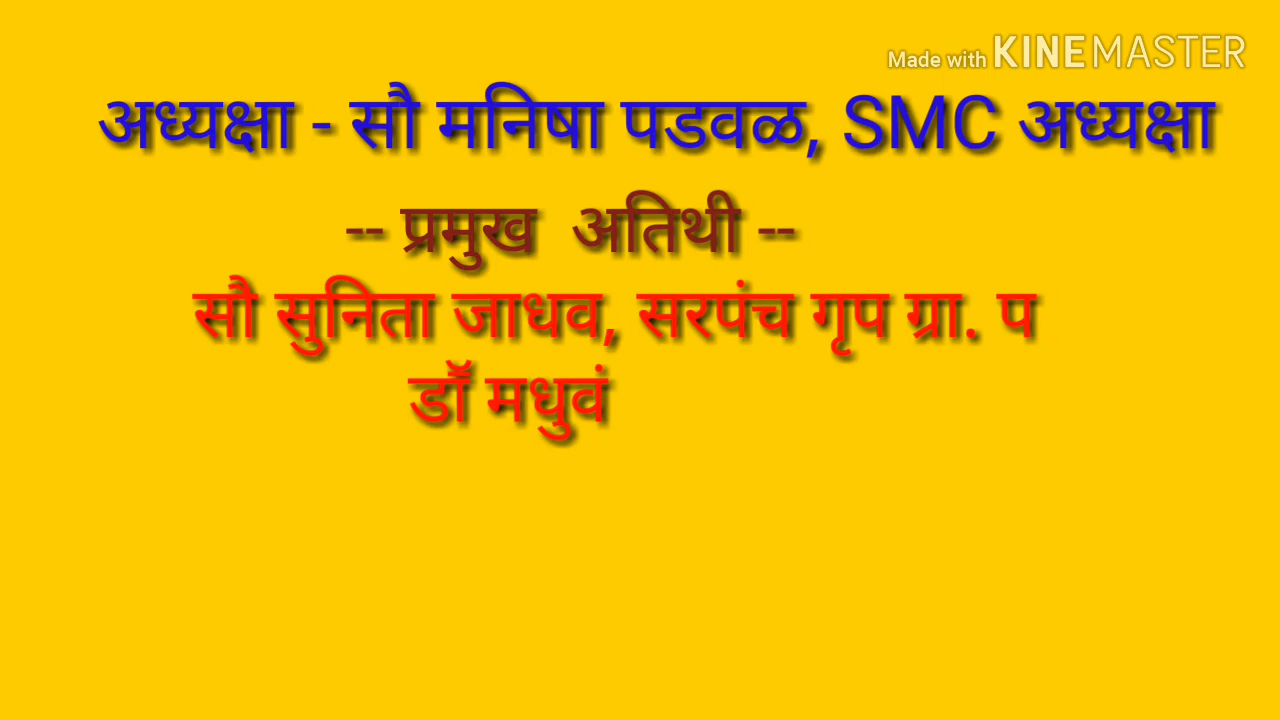 Made with KINEMASTER
अध्यक्षा - सौ मनिषा पडवळ, SMC अध्यक्षा
-- प्रमुख  अतिथी --
सौ सुनिता जाधव, सरपंच गृप ग्रा. प
डॉ मधुवं